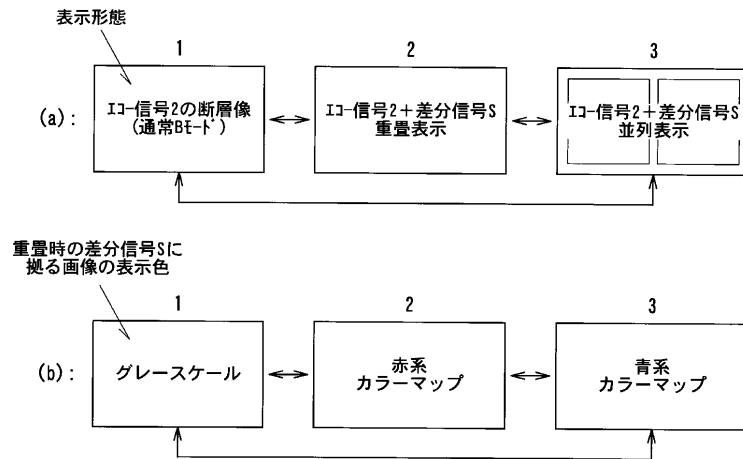 表示形態
1
2
3
(a):
エコー信号2の断層像
(通常Bモード)
エコー信号2+差分信号S
重畳表示
エコー信号2+差分信号S
並列表示
重畳時の差分信号Sに
拠る画像の表示色
1
2
3
(b):
グレースケール
赤系
カラーマップ
青系
カラーマップ